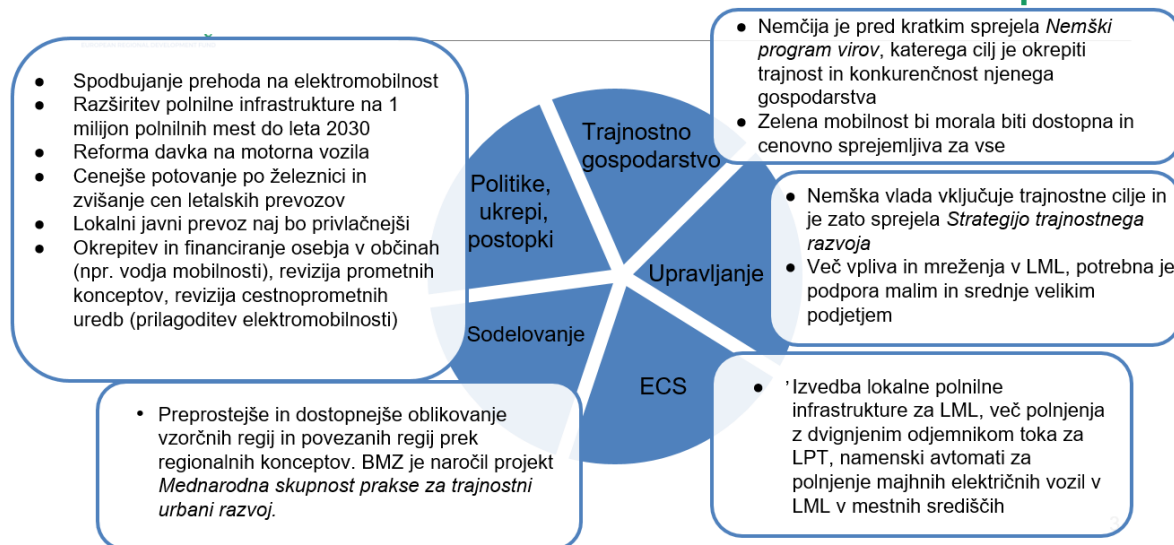 ● Spodbujanje prehoda na elektromobilnost
● Razširitev polnilne infrastrukture na 1
milijon polnilnih mest do leta 2030
● Reforma davka na motorna vozila
● Cenejše potovanje po železnici in
zvišanje cen letalskih prevozov
● Lokalni javni prevoz naj bo privlačnejši
● Okrepitev in financiranje osebja v občinah
(npr. vodja mobilnosti), revizija prometnih
konceptov, revizija cestnoprometnih
uredb (prilagoditev elektromobilnosti)
● Nemčija je pred kratkim sprejela Nemški
program virov, katerega cilj je okrepiti
trajnost in konkurenčnost njenega
gospodarstva
● Zelena mobilnost bi morala biti dostopna in
cenovno sprejemljiva za vse
Trajnostno
gospodarstvo
Politike,
ukrepi,
postopki
Upravljanje
Sodelovanje
ECS
● Nemška vlada vključuje trajnostne cilje in
je zato sprejela Strategijo trajnostnega
razvoja
● Več vpliva in mreženja v LML, potrebna je
podpora malim in srednje velikim
podjetjem
● ’Izvedba lokalne polnilne
infrastrukture za LML, več polnjenja
z dvignjenim odjemnikom toka za
LPT, namenski avtomati za
polnjenje majhnih električnih vozil v
LML v mestnih središčih
• Preprostejše in dostopnejše oblikovanje
vzorčnih regij in povezanih regij prek
regionalnih konceptov. BMZ je naročil projekt
Mednarodna skupnost prakse za trajnostni
urbani razvoj.
3